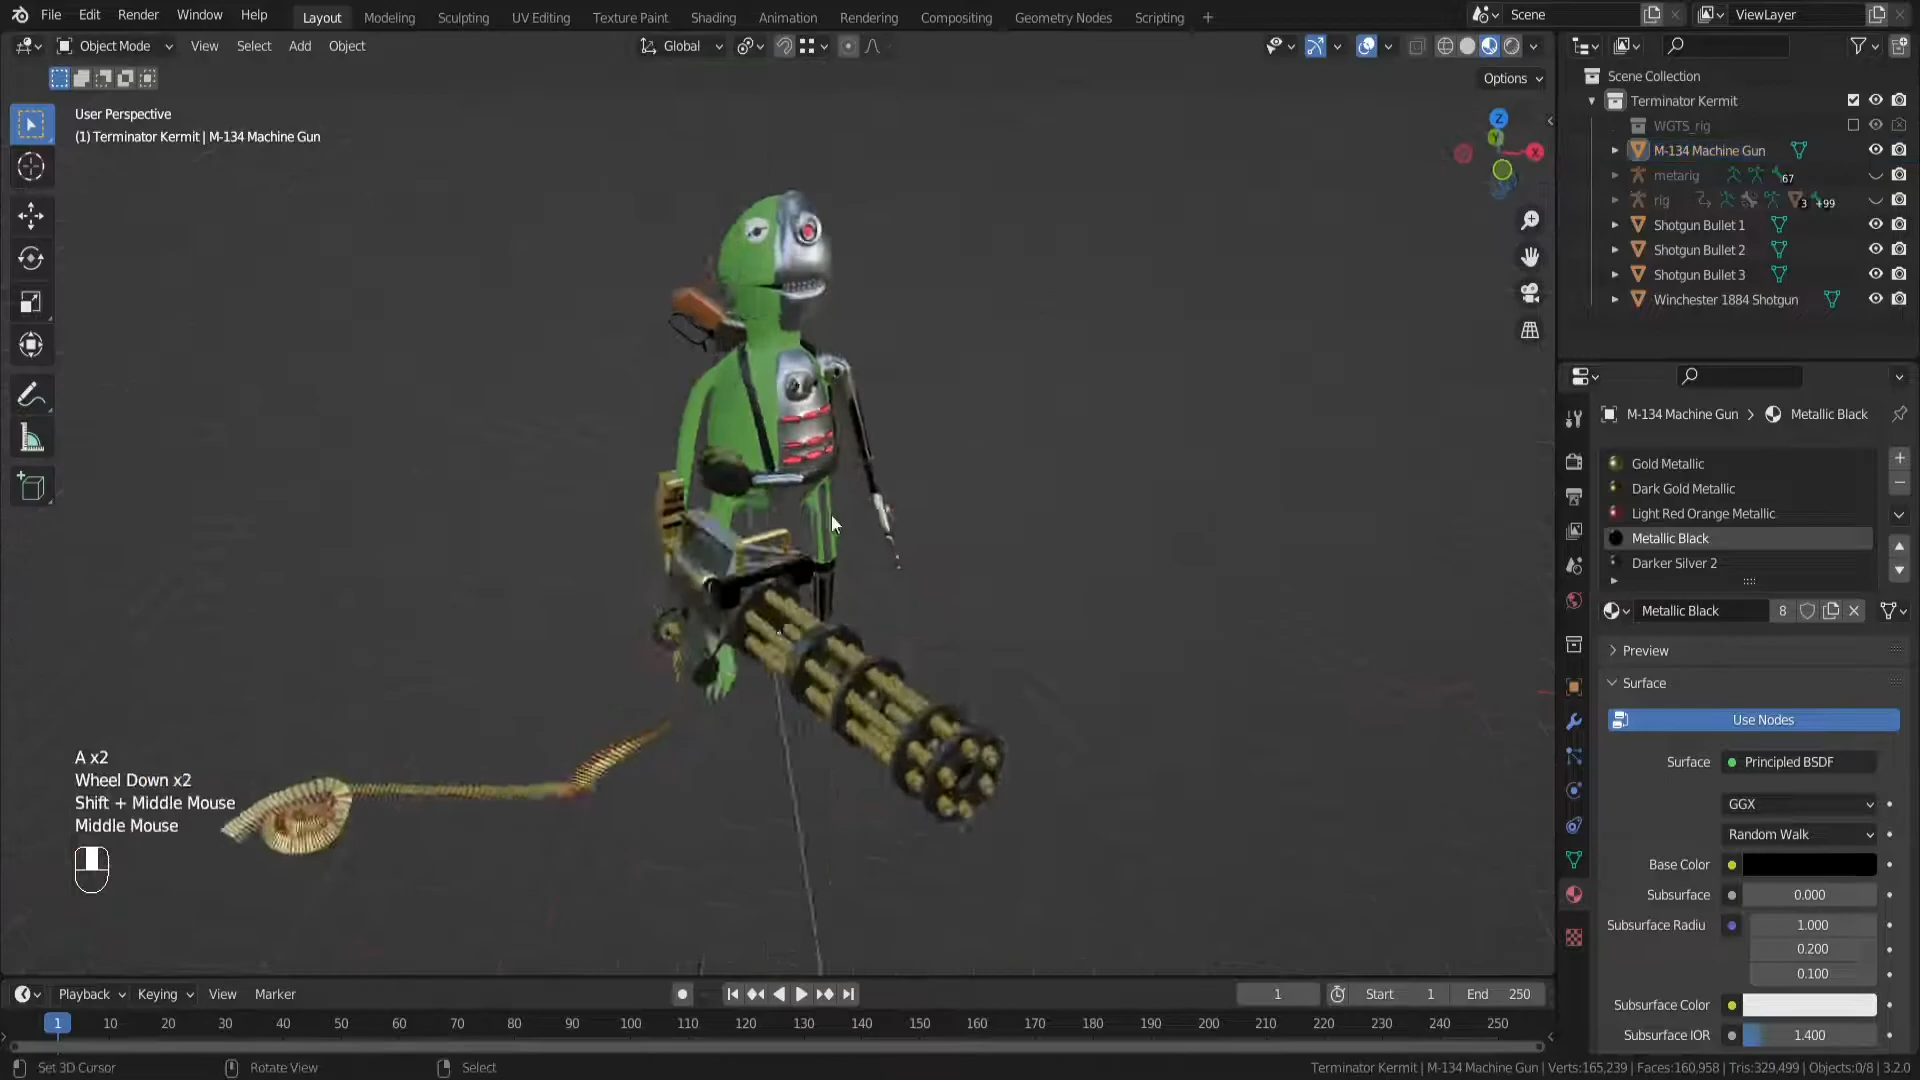 File Edit Render Window Help Layout Modeling Sculpting UV Editing Texture Paint Shading Animation Rendering Compositing Geometry Nodes Scripting + Scene ViewLayer
Object Mode View Select Add Object Global
Options
User Perspective
(1) Terminator Kermit | M-134 Machine Gun
Z
Y
X
Scene Collection
Terminator Kermit
WGTS_rig
M-134 Machine Gun
metarig 67
rig 3 +99
Shotgun Bullet 1
Shotgun Bullet 2
Shotgun Bullet 3
Winchester 1884 Shotgun
M-134 Machine Gun > Metallic Black
Gold Metallic
Dark Gold Metallic
Light Red Orange Metallic
Metallic Black
Darker Silver 2
Metallic Black 8
Preview
Surface
Use Nodes
Surface Principled BSDF
GGX
Random Walk
Base Color
Subsurface 0.000
Subsurface Radiu 1.000
0.200
0.100
Subsurface Color
Subsurface IOR 1.400
A x2
Wheel Down x2
Shift + Middle Mouse
Middle Mouse
Playback Keying View Marker 1 Start 1 End 250
1 10 20 30 40 50 60 70 80 90 100 110 120 130 140 150 160 170 180 190 200 210 220 230 240 250
Set 3D Cursor Rotate View Select Terminator Kermit | M-134 Machine Gun | Verts:165,239 | Faces:160,958 | Tris:329,499 | Objects:0/8 | 3.2.0